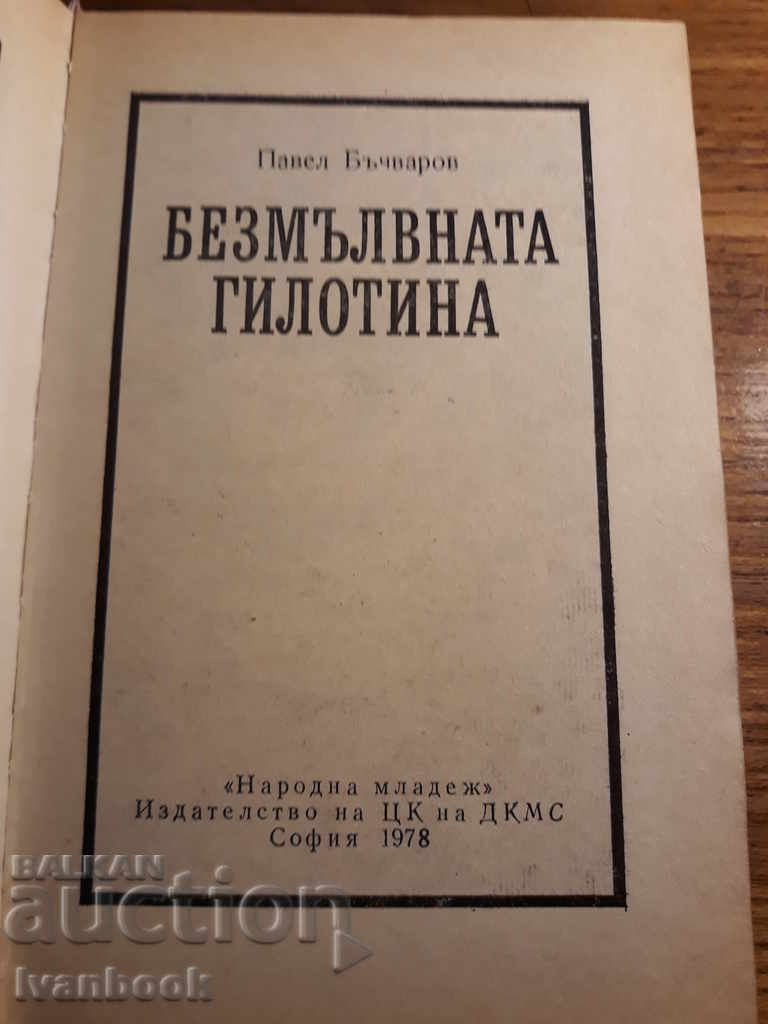 Павел Бъчваров
БЕЗМЪЛВНАТА
ГИЛОТИНА
«Народна младеж»
Издателство на ЦК на ДКМС
София 1978
BALKAN
auction
Ivanbook